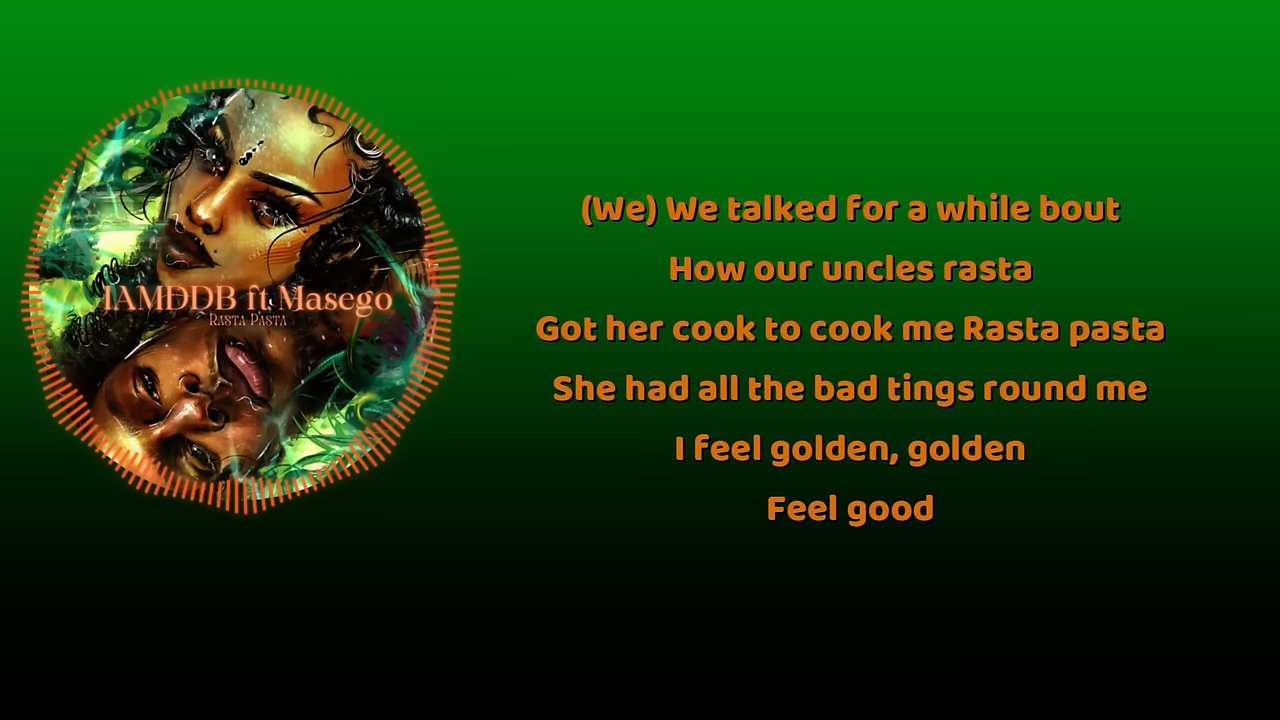 IAMDDB ft Masego
Rasta Pasta
(We) We talked for a while bout
How our uncles rasta
Got her cook to cook me Rasta pasta
She had all the bad tings round me
I feel golden, golden
Feel good